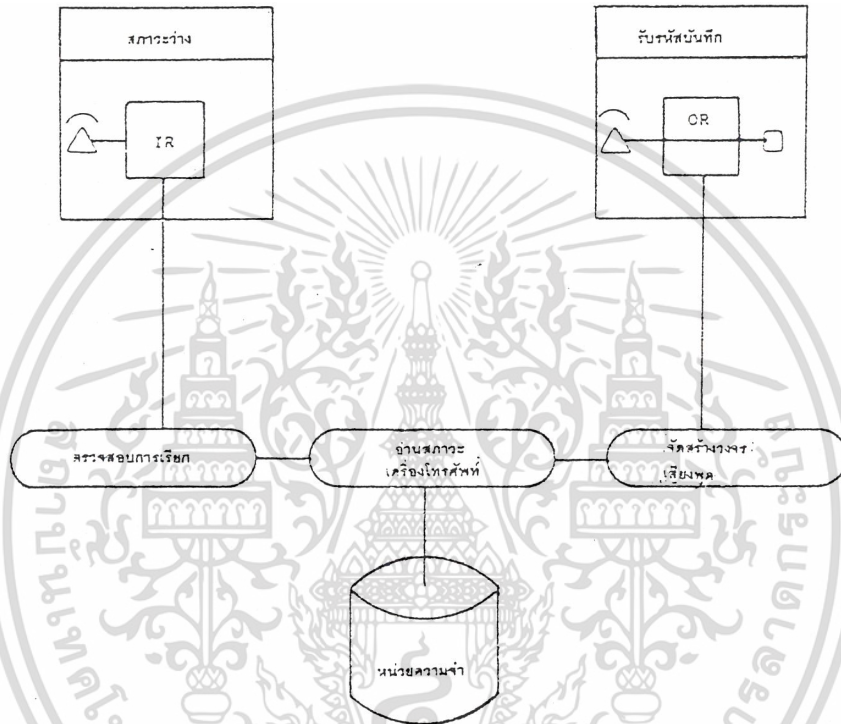 สภาวะว่าง
รับรหัสบันทึก
IR
OR
ตรวจสอบการเรียก
อ่านสภาวะ
เครื่องโทรศัพท์
จัดสร้างวงจร
เสียงพูด
หน่วยความจำ